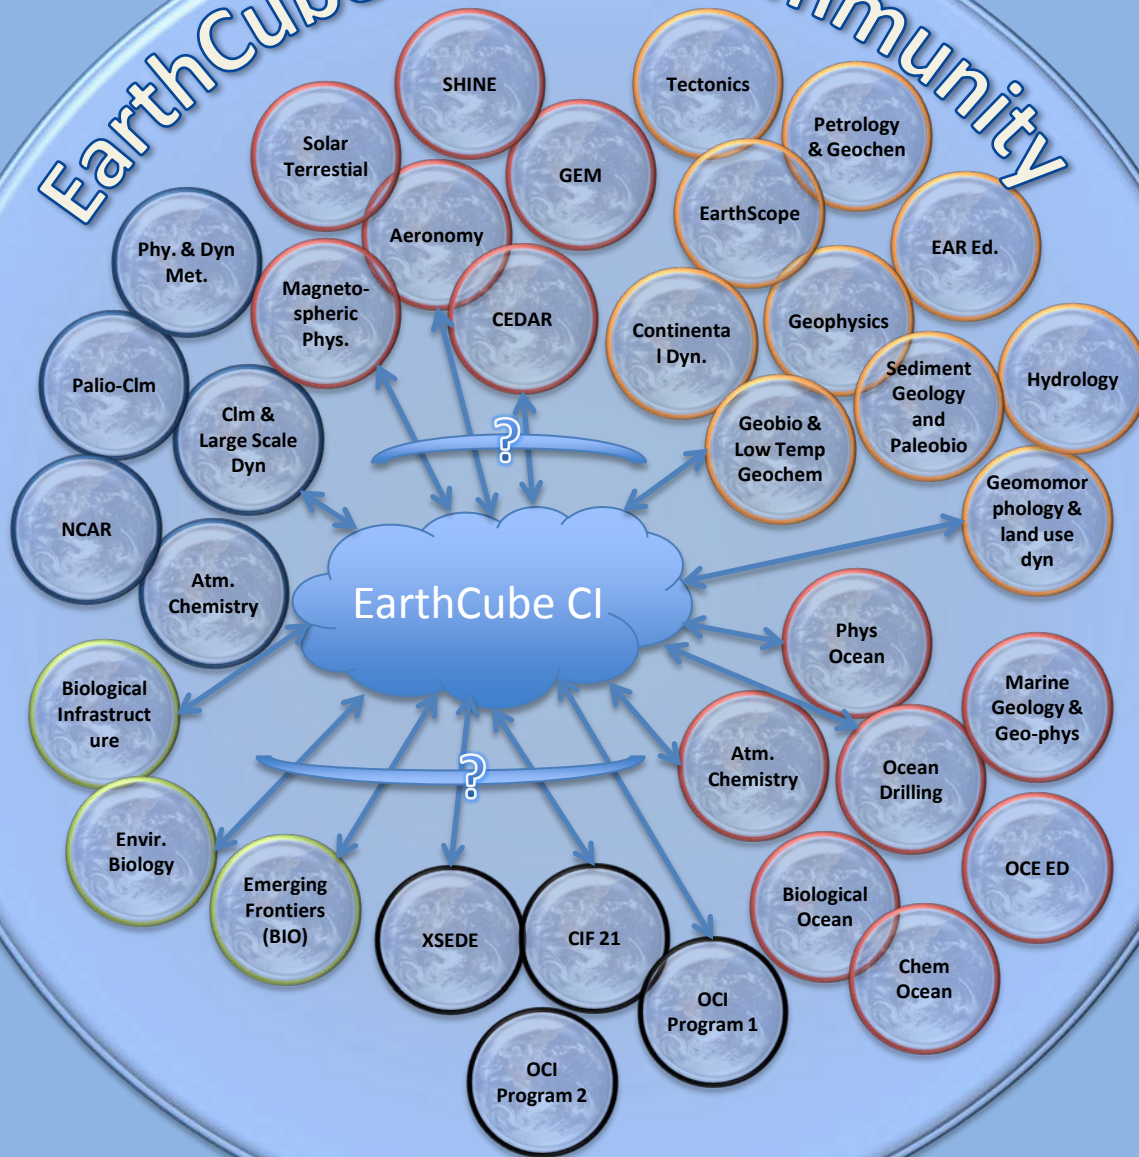 EarthCube
mmunity
SHINE
Tectonics
Solar
Terrestial
GEM
Petrology
& Geochen
Aeronomy
EarthScope
EAR Ed.
Phy. & Dyn
Met.
Magneto-
spheric
Phys.
CEDAR
Continenta
l Dyn.
Geophysics
Palio-Clm
Clm &
Large Scale
Dyn
Sediment
Geology
and
Paleobio
Hydrology
?
Geobio &
Low Temp
Geochem
NCAR
Geomomor
phology &
land use
dyn
Atm.
Chemistry
EarthCube CI
Phys
Ocean
Biological
Infrastruct
ure
Marine
Geology &
Geo-phys
?
Atm.
Chemistry
Ocean
Drilling
Envir.
Biology
OCE ED
Emerging
Frontiers
(BIO)
Biological
Ocean
XSEDE
CIF 21
Chem
Ocean
OCI
Program 1
OCI
Program 2